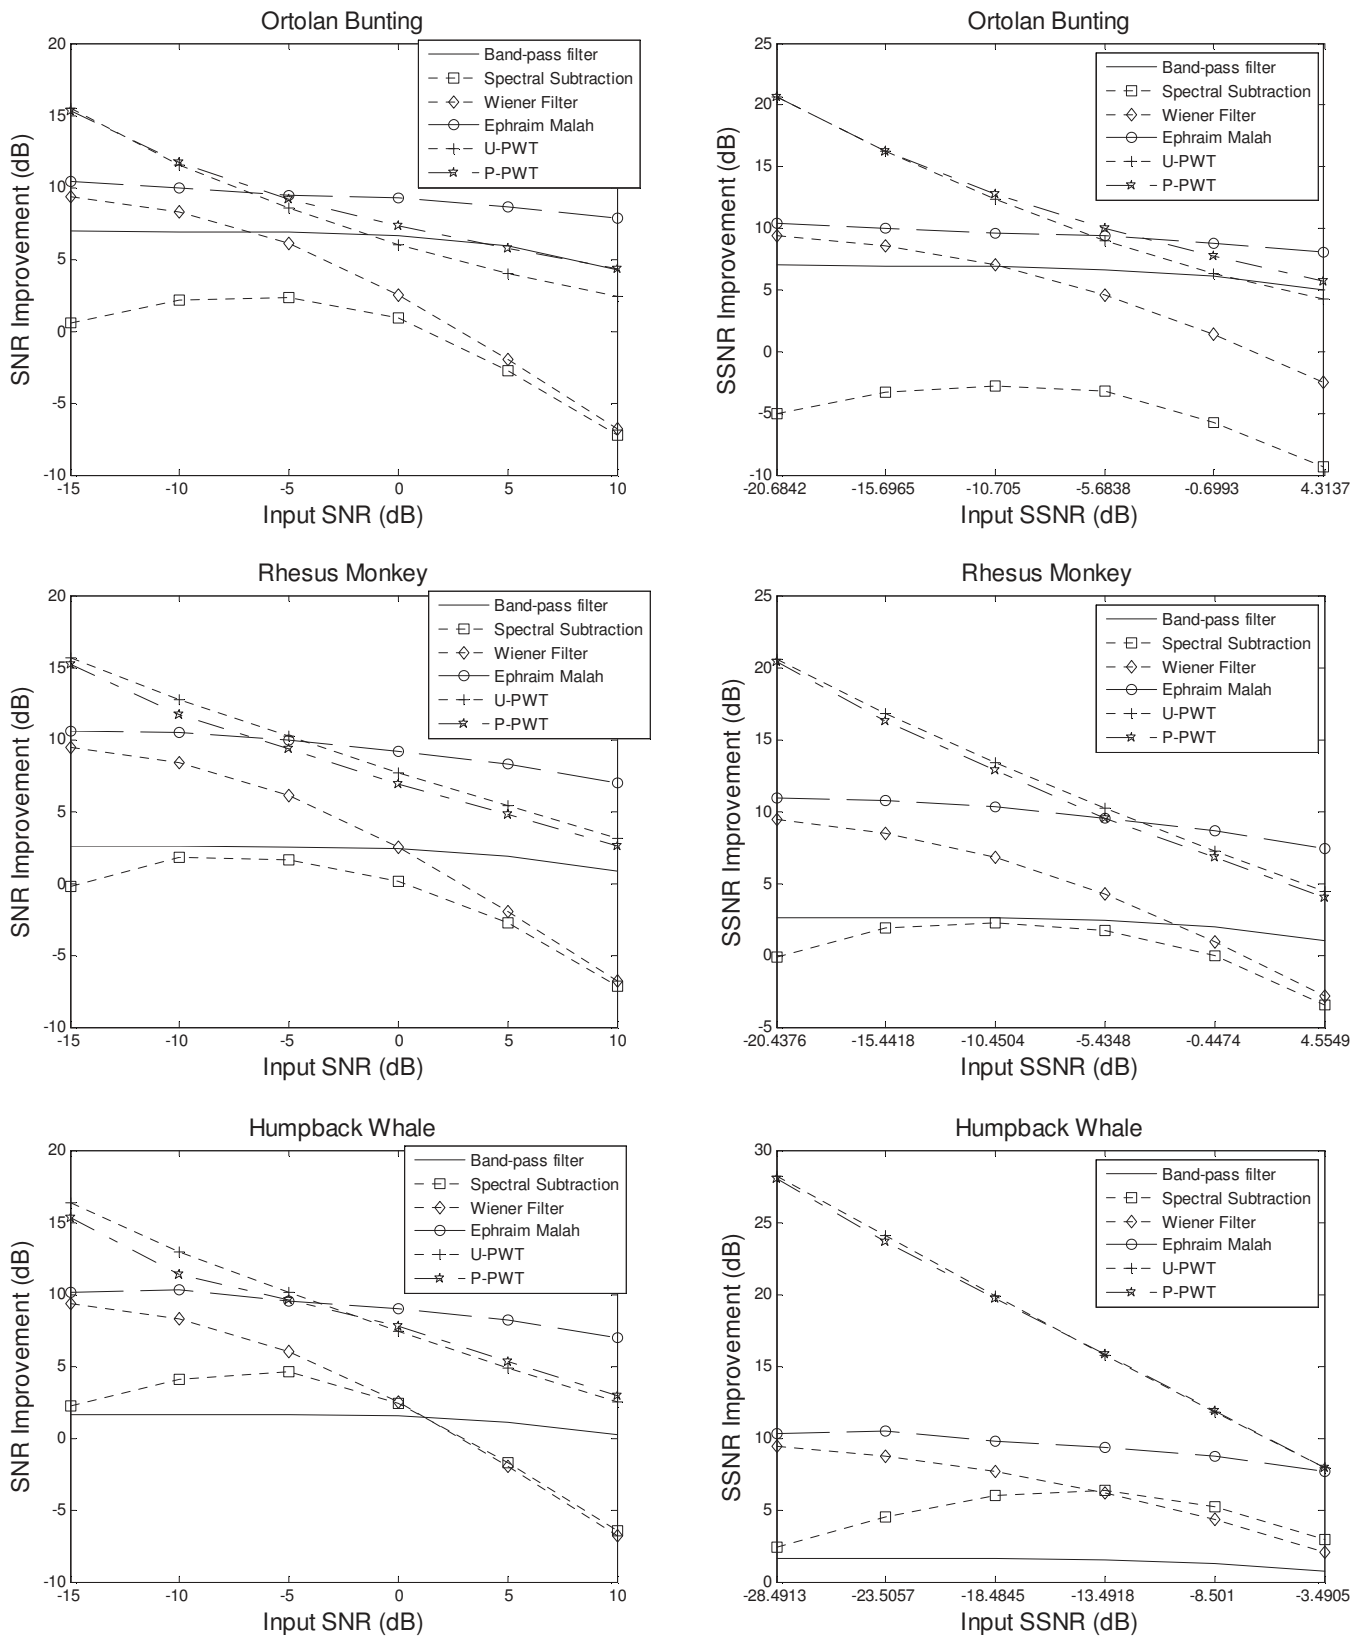 Ortolan Bunting
20
15
10
5
0
-5
-10
-15
-10
-5
0
5
10
SNR Improvement (dB)
Input SNR (dB)
Band-pass filter
Spectral Subtraction
Wiener Filter
Ephraim Malah
U-PWT
P-PWT
Ortolan Bunting
25
20
15
10
5
0
-5
-10
-20.6842
-15.6965
-10.705
-5.6838
-0.6993
4.3137
SSNR Improvement (dB)
Input SSNR (dB)
Band-pass filter
Spectral Subtraction
Wiener Filter
Ephraim Malah
U-PWT
P-PWT
Rhesus Monkey
20
15
10
5
0
-5
-10
-15
-10
-5
0
5
10
SNR Improvement (dB)
Input SNR (dB)
Band-pass filter
Spectral Subtraction
Wiener Filter
Ephraim Malah
U-PWT
P-PWT
Rhesus Monkey
25
20
15
10
5
0
-5
-20.4376
-15.4418
-10.4504
-5.4348
-0.4474
4.5549
SSNR Improvement (dB)
Input SSNR (dB)
Band-pass filter
Spectral Subtraction
Wiener Filter
Ephraim Malah
U-PWT
P-PWT
Humpback Whale
20
15
10
5
0
-5
-10
-15
-10
-5
0
5
10
SNR Improvement (dB)
Input SNR (dB)
Band-pass filter
Spectral Subtraction
Wiener Filter
Ephraim Malah
U-PWT
P-PWT
Humpback Whale
30
25
20
15
10
5
0
-28.4913
-23.5057
-18.4845
-13.4918
-8.501
-3.4905
SSNR Improvement (dB)
Input SSNR (dB)
Band-pass filter
Spectral Subtraction
Wiener Filter
Ephraim Malah
U-PWT
P-PWT